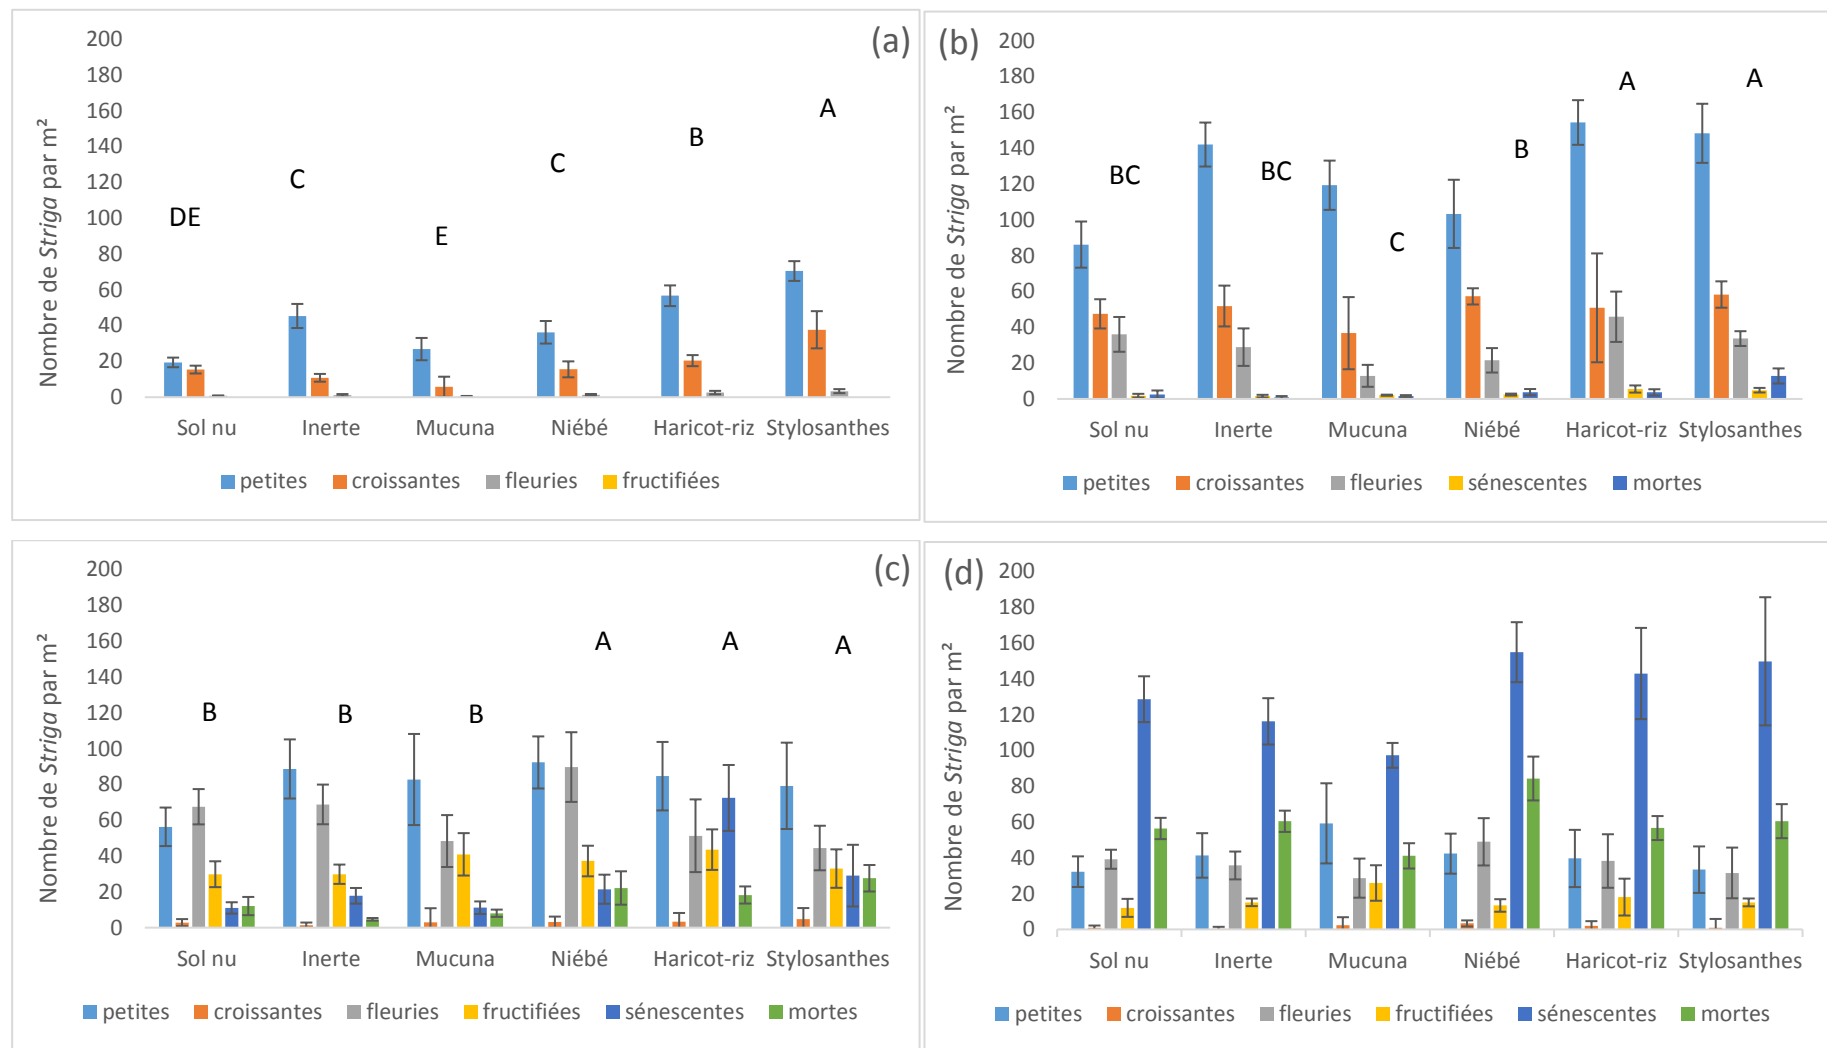 (a)
Nombre de Striga par m²
200
180
160
140
120
100
80
60
40
20
0
DE
C
E
C
B
A
Sol nu Inerte Mucuna Niébé Haricot-riz Stylosanthes
petites croissantes fleuries fructifiées
(b)
Nombre de Striga par m²
200
180
160
140
120
100
80
60
40
20
0
BC
BC
C
B
A
A
Sol nu Inerte Mucuna Niébé Haricot-riz Stylosanthes
petites croissantes fleuries sénescentes mortes
(c)
Nombre de Striga par m²
200
180
160
140
120
100
80
60
40
20
0
B
B
B
A
A
A
Sol nu Inerte Mucuna Niébé Haricot-riz Stylosanthes
petites croissantes fleuries fructifiées sénescentes mortes
(d)
Nombre de Striga par m²
200
180
160
140
120
100
80
60
40
20
0
Sol nu Inerte Mucuna Niébé Haricot-riz Stylosanthes
petites croissantes fleuries fructifiées sénescentes mortes